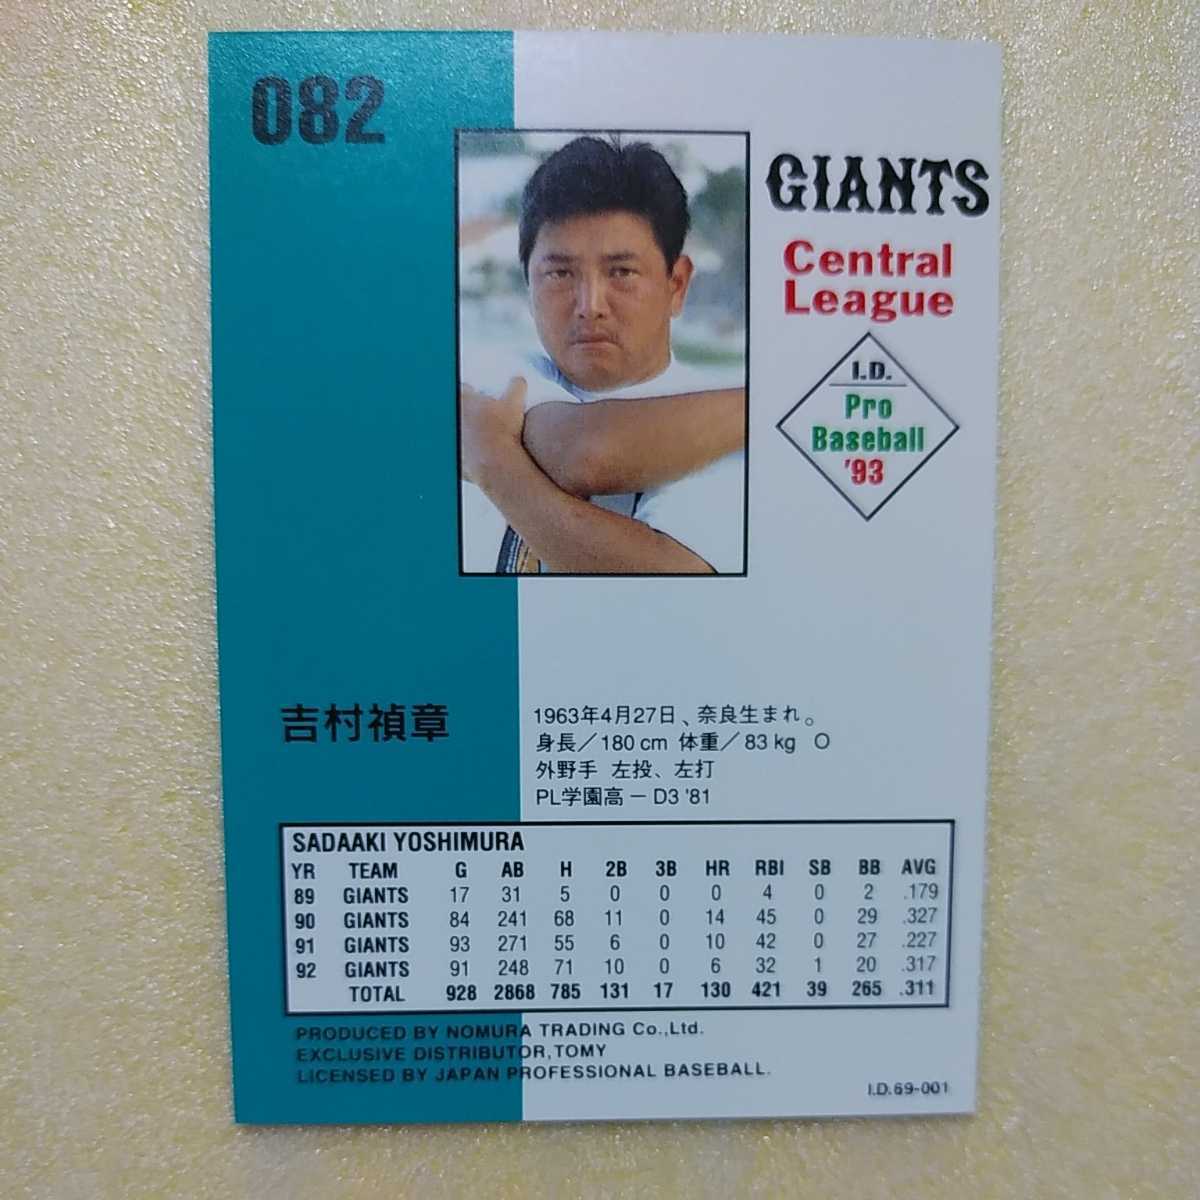 082
GIANTS
Central
League
I.D.
Pro
Baseball
'93
吉村禎章
1963年4月27日、奈良生まれ。
身長／180 cm 体重／83 kg O
外野手 左投、左打
PL学園高 － D3 '81
SADAAKI YOSHIMURA
YR TEAM G AB H 2B 3B HR RBI SB BB AVG
89 GIANTS 17 31 5 0 0 0 4 0 2 .179
90 GIANTS 84 241 68 11 0 14 45 0 29 .327
91 GIANTS 93 271 55 6 0 10 42 0 27 .227
92 GIANTS 91 248 71 10 0 6 32 1 20 .317
TOTAL 928 2868 785 131 17 130 421 39 265 .311
PRODUCED BY NOMURA TRADING Co.,Ltd.
EXCLUSIVE DISTRIBUTOR,TOMY
LICENSED BY JAPAN PROFESSIONAL BASEBALL.
I.D.69-001